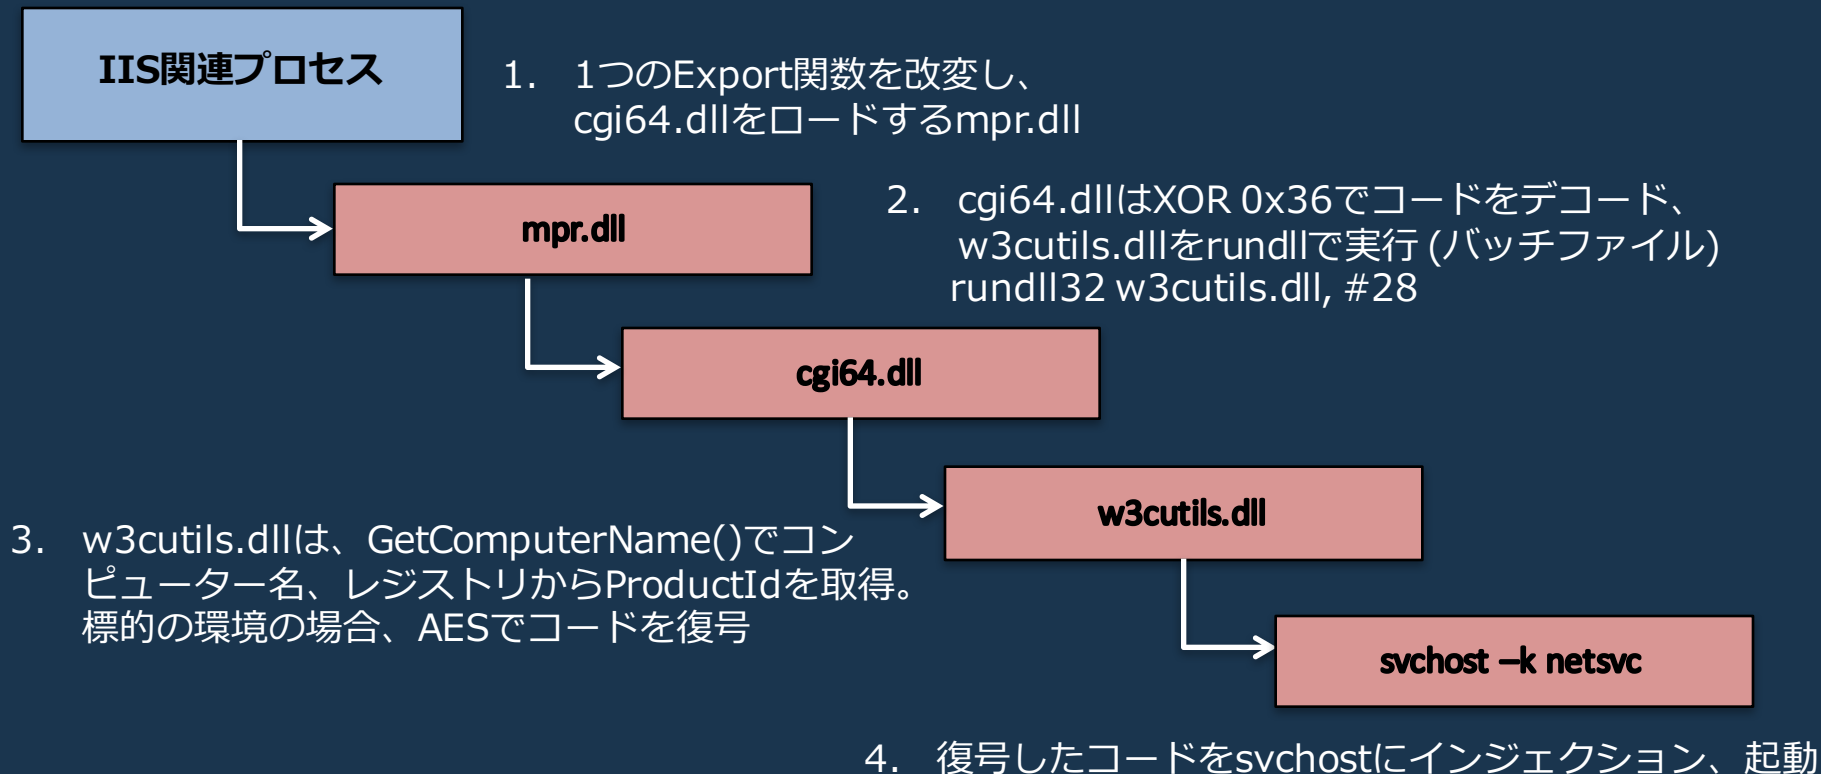 IIS関連プロセス
1. 1つのExport関数を改変し、
cgi64.dllをロードするmpr.dll
mpr.dll
2. cgi64.dllはXOR 0x36でコードをデコード、
w3cutils.dllをrundllで実行 (バッチファイル)
rundll32 w3cutils.dll, #28
cgi64.dll
w3cutils.dll
3. w3cutils.dllは、GetComputerName()でコン
ピューター名、レジストリからProductIdを取得。
標的の環境の場合、AESでコードを復号
svchost –k netsvc
4. 復号したコードをsvchostにインジェクション、起動